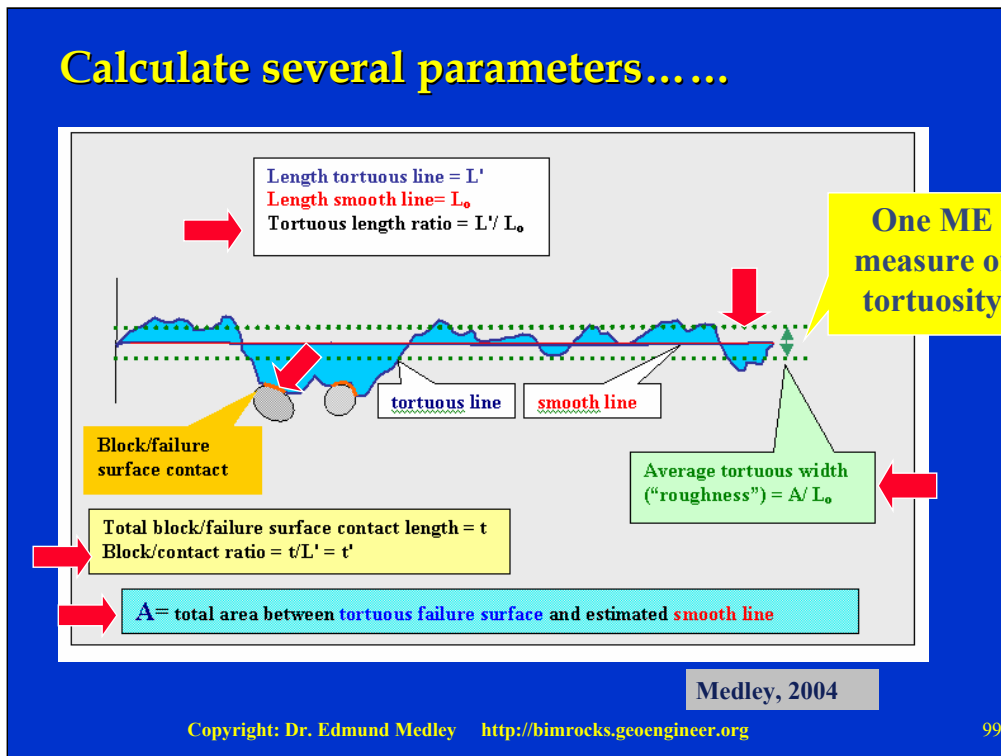 Calculate several parameters……
Length tortuous line = L'
Length smooth line= Lₒ
Tortuous length ratio = L'/ Lₒ
One ME
measure of
tortuosity
tortuous line
smooth line
Block/failure
surface contact
Average tortuous width
("roughness") = A/ Lₒ
Total block/failure surface contact length = t
Block/contact ratio = t/L' = t'
A= total area between tortuous failure surface and estimated smooth line
Medley, 2004
Copyright: Dr. Edmund Medley http://bimrocks.geoengineer.org
99